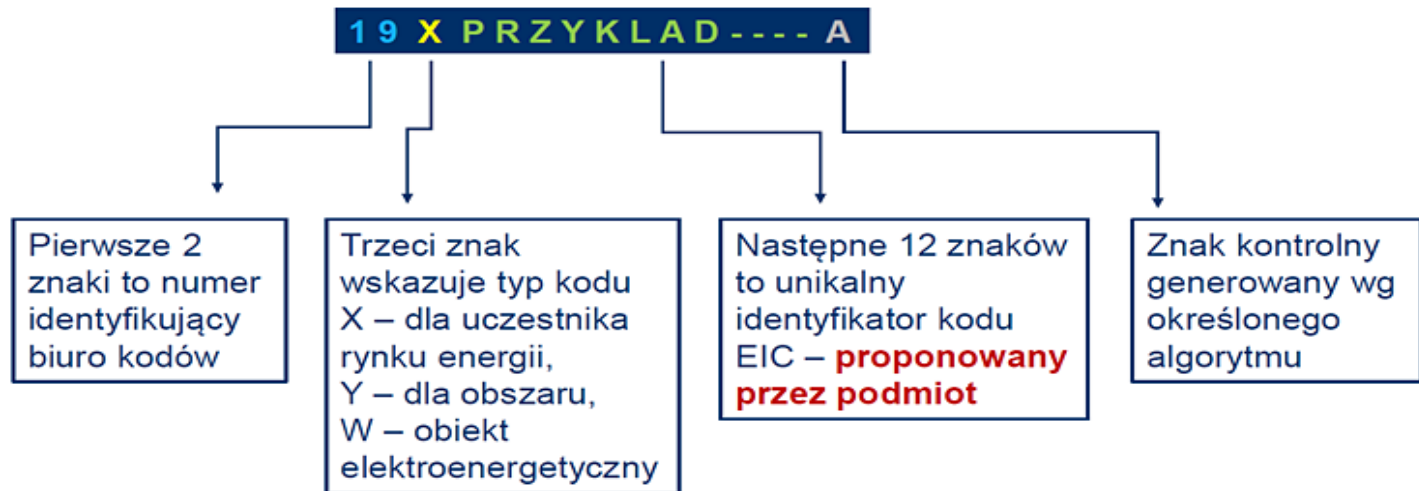 19XPRZYKLAD----A
Pierwsze 2
znaki to numer
identyfikujący
biuro kodów
Trzeci znak
wskazuje typ kodu
X – dla uczestnika
rynku energii,
Y – dla obszaru,
W – obiekt
elektroenergetyczny
Następne 12 znaków
to unikalny
identyfikator kodu
EIC – proponowany
przez podmiot
Znak kontrolny
generowany wg
określonego
algorytmu